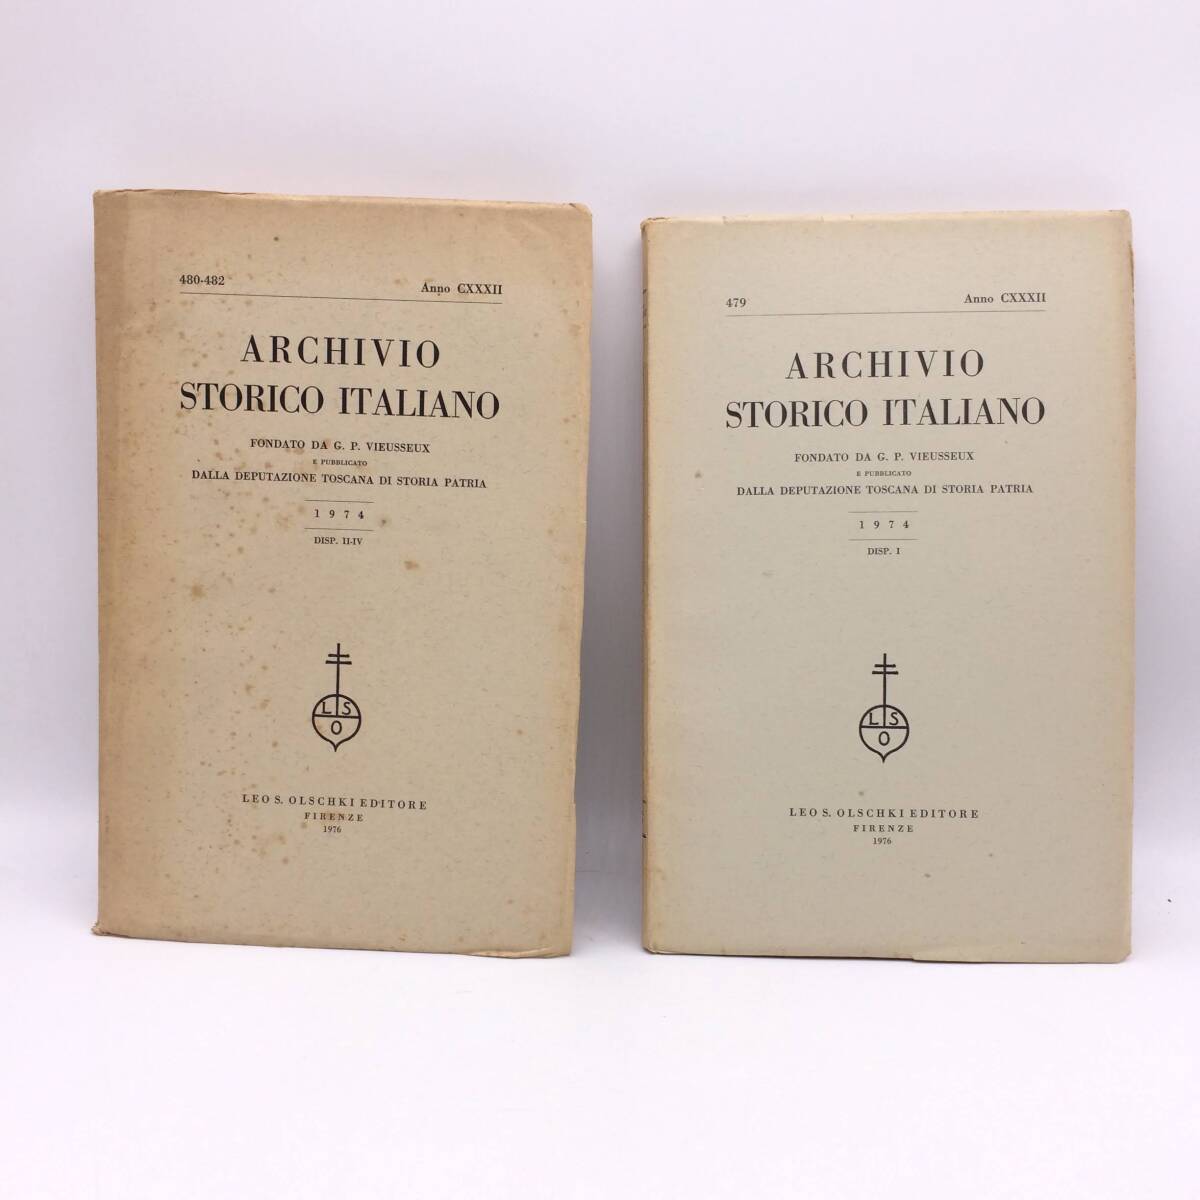 480-482 Anno CXXXII
ARCHIVIO
STORICO ITALIANO
FONDATO DA G. P. VIEUSSEUX
E PUBBLICATO
DALLA DEPUTAZIONE TOSCANA DI STORIA PATRIA
1974
DISP. II-IV
L S
O
LEO S. OLSCHKI EDITORE
FIRENZE
1976
479 Anno CXXXII
ARCHIVIO
STORICO ITALIANO
FONDATO DA G. P. VIEUSSEUX
E PUBBLICATO
DALLA DEPUTAZIONE TOSCANA DI STORIA PATRIA
1974
DISP. I
L S
O
LEO S. OLSCHKI EDITORE
FIRENZE
1976